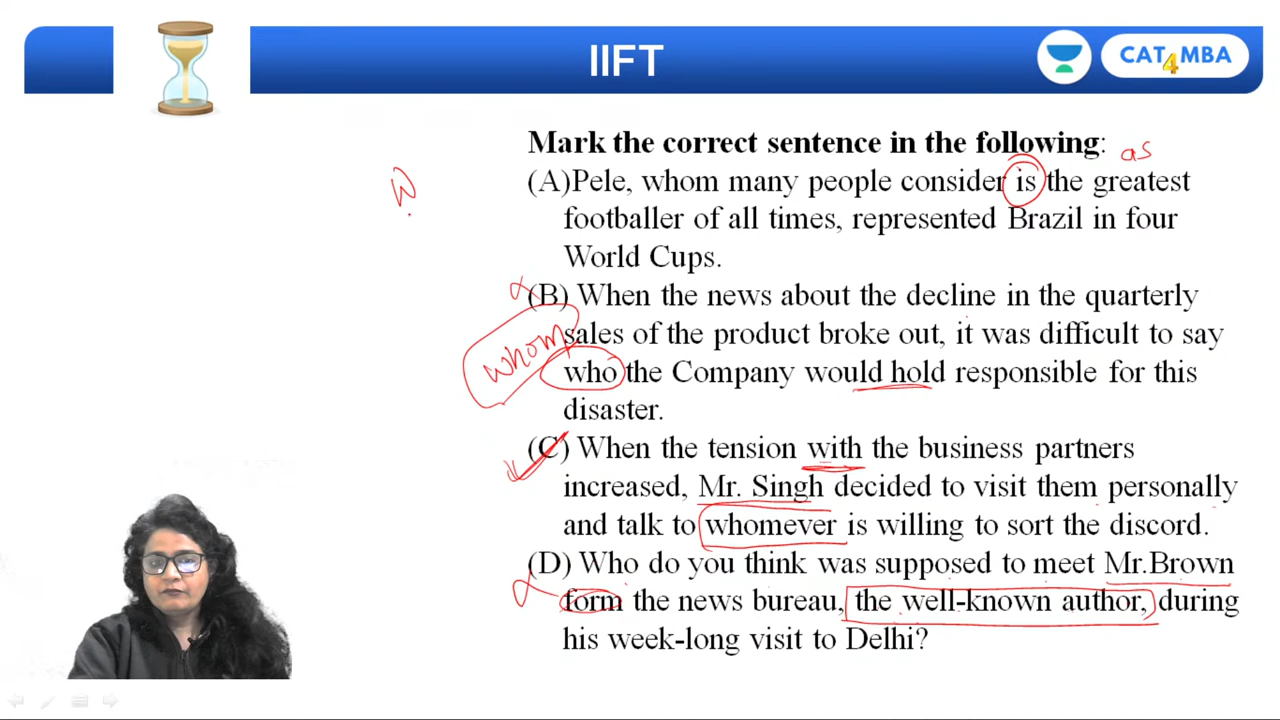 IIFT
CAT4MBA
Mark the correct sentence in the following:
as
(A)Pele, whom many people consider is the greatest
footballer of all times, represented Brazil in four
World Cups.
W
(B) When the news about the decline in the quarterly
sales of the product broke out, it was difficult to say
whom
who the Company would hold responsible for this
disaster.
(C) When the tension with the business partners
increased, Mr. Singh decided to visit them personally
and talk to whomever is willing to sort the discord.
(D) Who do you think was supposed to meet Mr.Brown
form the news bureau, the well-known author, during
his week-long visit to Delhi?